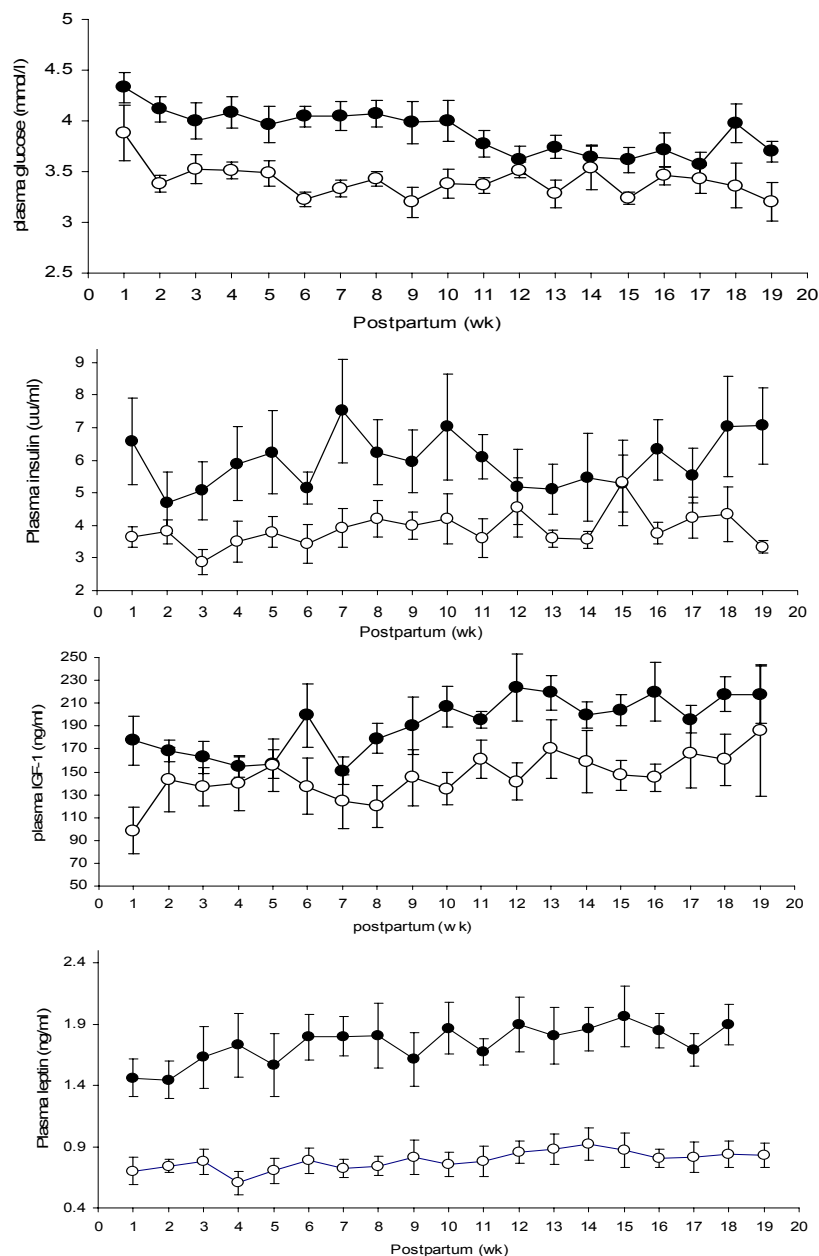 5
4.5
4
3.5
3
2.5
plasma glucose (mmol/l)
0 1 2 3 4 5 6 7 8 9 10 11 12 13 14 15 16 17 18 19 20
Postpartum (wk)
9
8
7
6
5
4
3
2
Plasma insulin (uu/ml)
0 1 2 3 4 5 6 7 8 9 10 11 12 13 14 15 16 17 18 19 20
Postpartum (wk)
250
230
210
190
170
150
130
110
90
70
50
plasma IGF-1 (ng/ml)
0 1 2 3 4 5 6 7 8 9 10 11 12 13 14 15 16 17 18 19 20
postpartum (wk)
2.4
1.9
1.4
0.9
0.4
Plasma leptin (ng/ml)
0 1 2 3 4 5 6 7 8 9 10 11 12 13 14 15 16 17 18 19 20
Postpartum (wk)